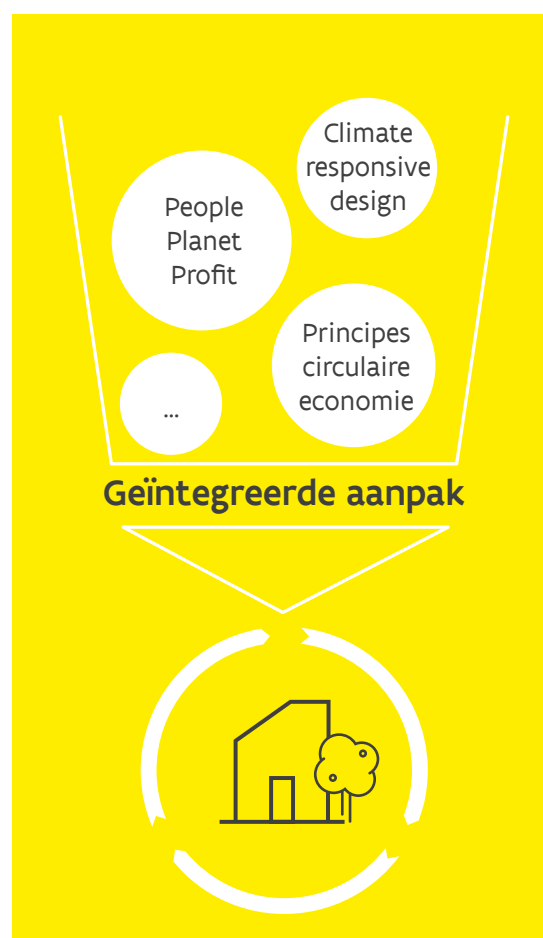 Climate
responsive
design
People
Planet
Profit
Principes
circulaire
economie
...
Geïntegreerde aanpak